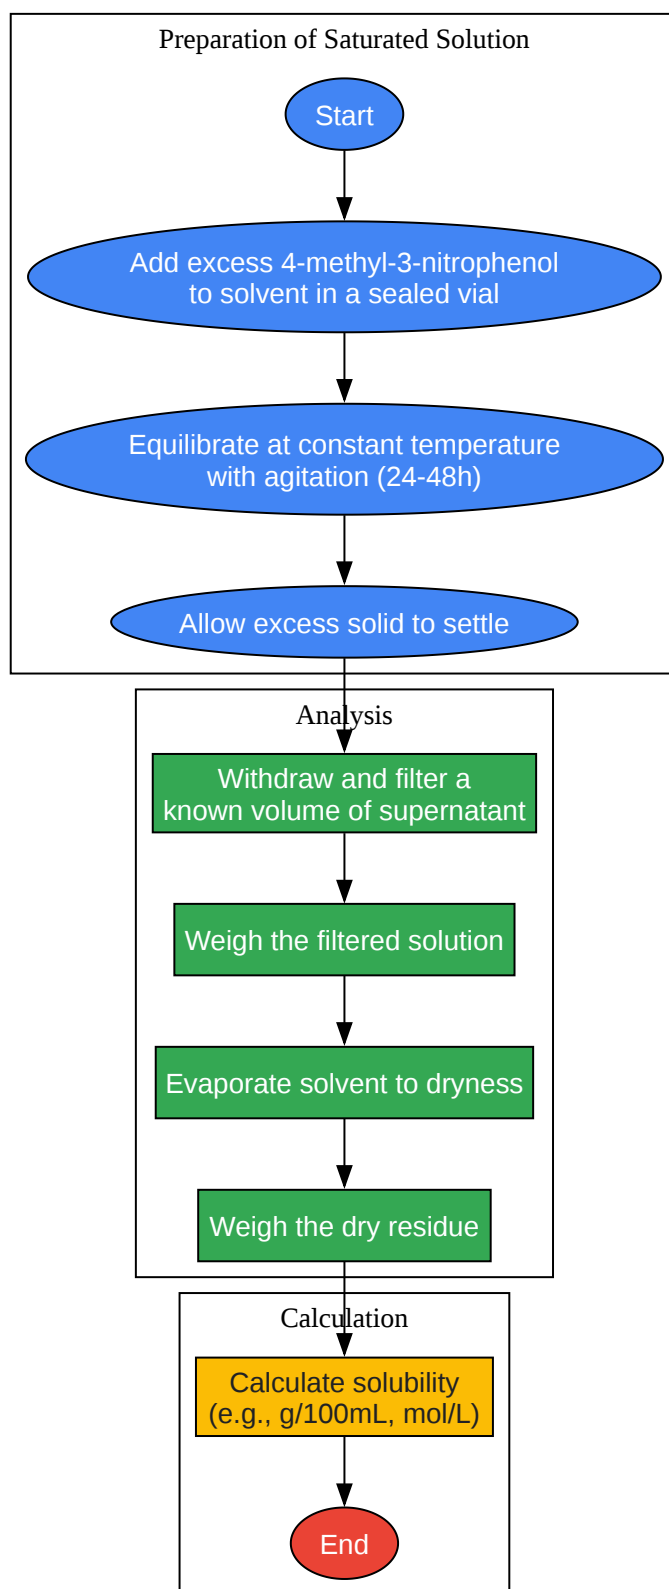 Preparation of Saturated Solution
Start
Add excess 4-methyl-3-nitrophenol
to solvent in a sealed vial
Equilibrate at constant temperature
with agitation (24-48h)
Allow excess solid to settle
Analysis
Withdraw and filter a
known volume of supernatant
Weigh the filtered solution
Evaporate solvent to dryness
Weigh the dry residue
Calculation
Calculate solubility
(e.g., g/100mL, mol/L)
End